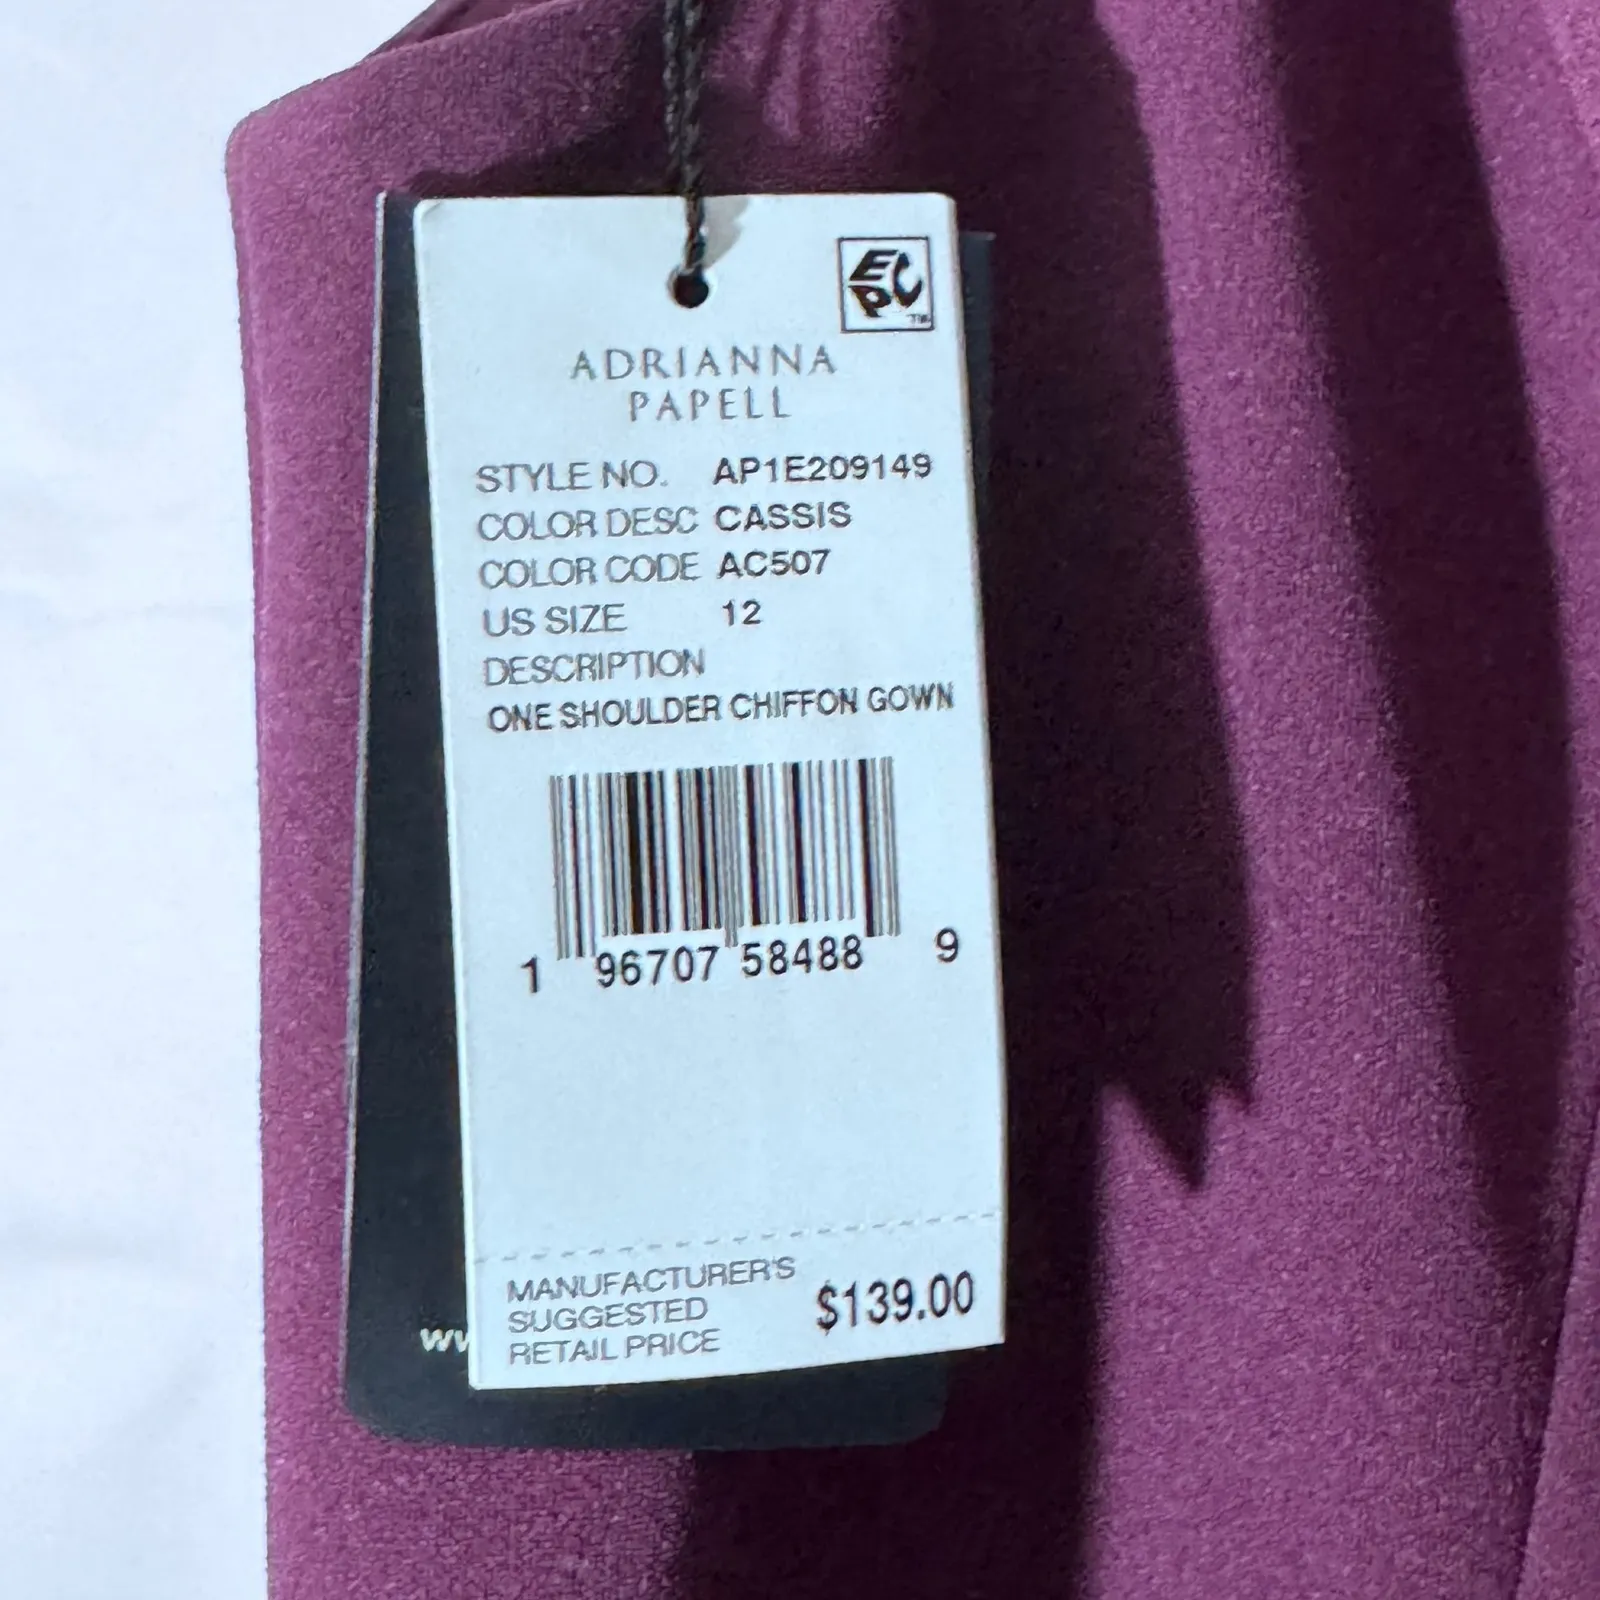 EPC
TM
ADRIANNA
PAPELL
STYLE NO. AP1E209149
COLOR DESC CASSIS
COLOR CODE AC507
US SIZE 12
DESCRIPTION
ONE SHOULDER CHIFFON GOWN
1 96707 58488 9
MANUFACTURER'S
SUGGESTED
RETAIL PRICE
$139.00